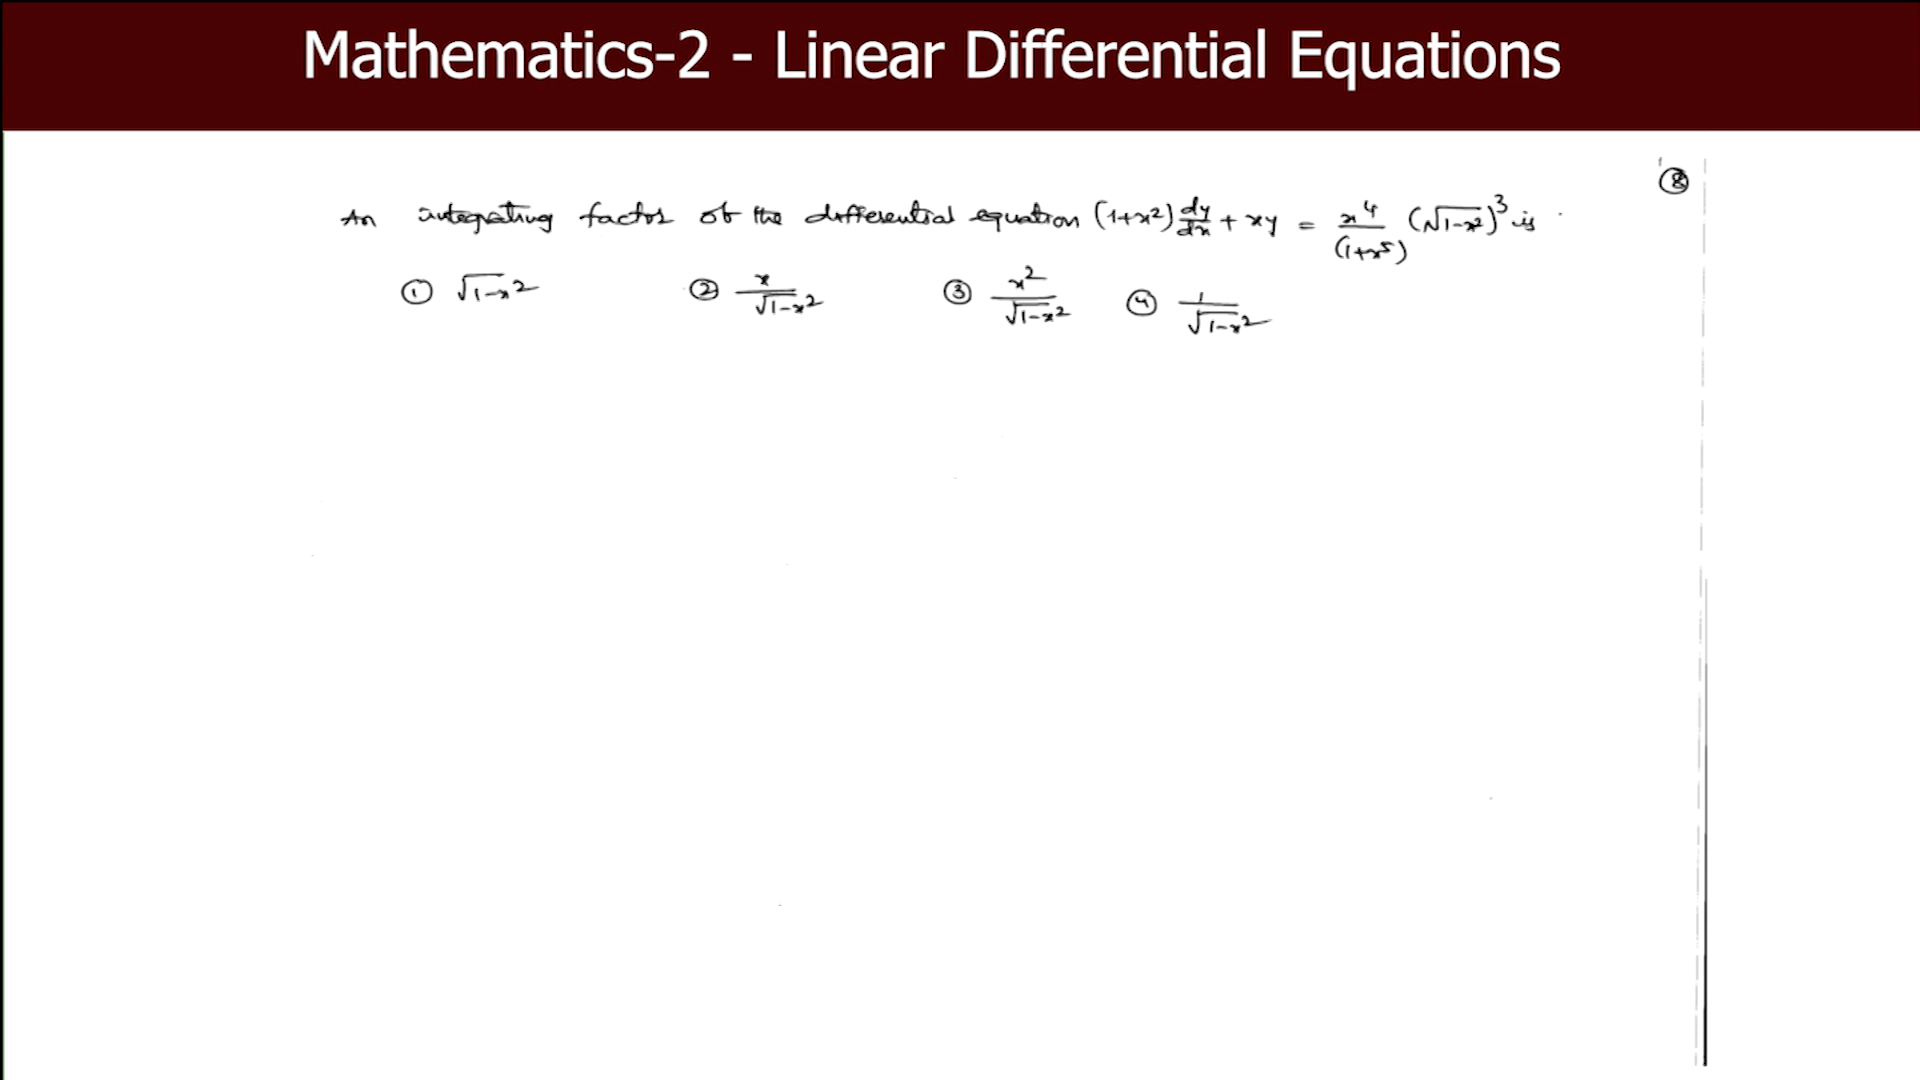 Mathematics-2 - Linear Differential Equations
⑧
An integrating factor of the differential equation (1+x²) dy/dx + xy = x⁴/(1+x⁵) (√1-x²)³ is
① √1-x² ② x/√1-x² ③ x²/√1-x² ④ 1/√1-x²